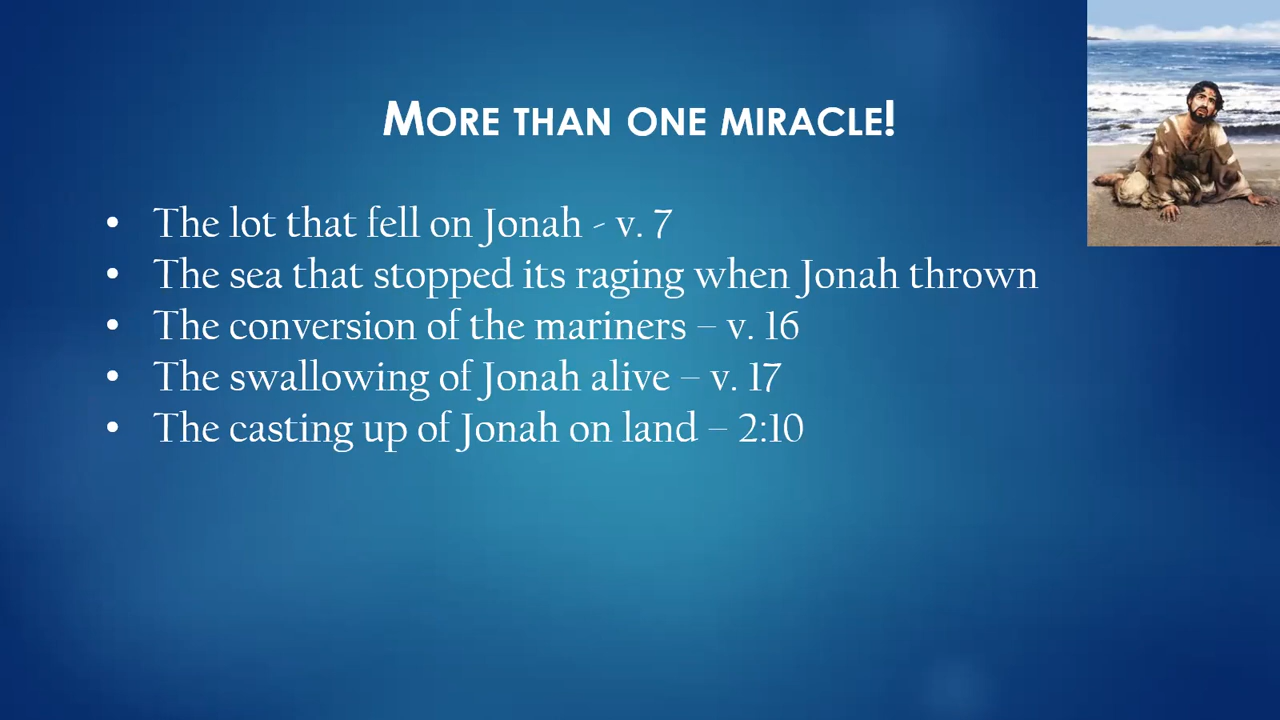 MORE THAN ONE MIRACLE!
• The lot that fell on Jonah - v. 7
• The sea that stopped its raging when Jonah thrown
• The conversion of the mariners – v. 16
• The swallowing of Jonah alive – v. 17
• The casting up of Jonah on land – 2:10